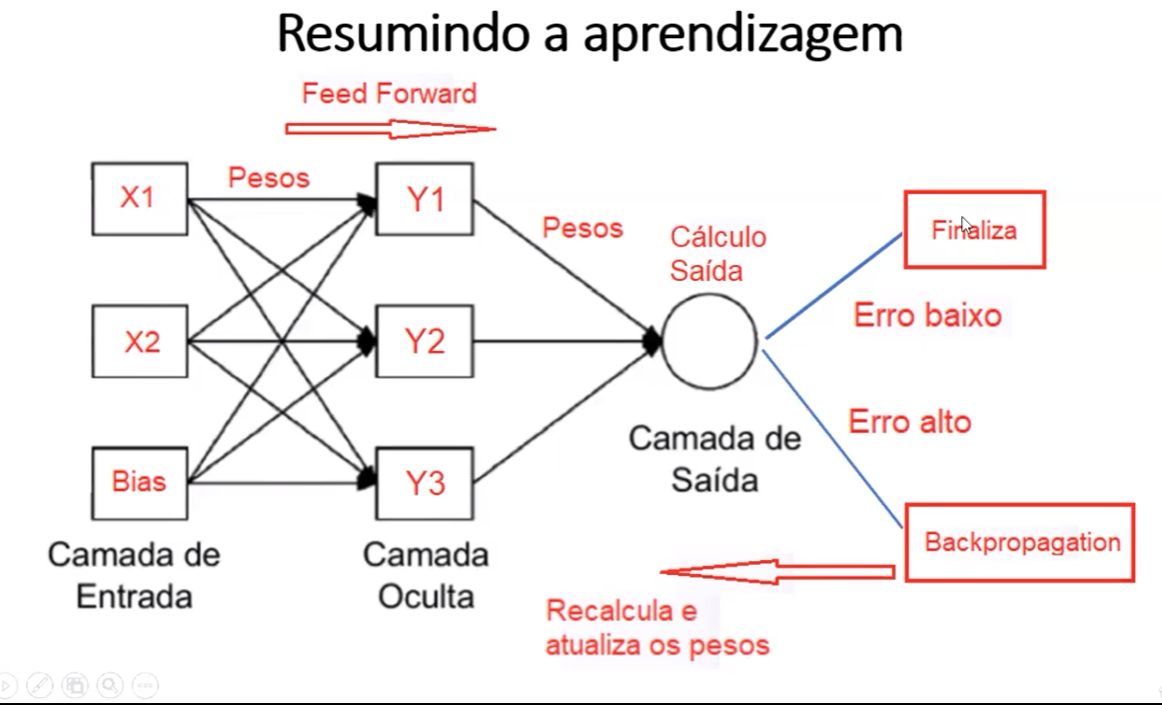 Resumindo a aprendizagem
Feed Forward
X1
Pesos
Y1
Pesos
Cálculo
Saída
Finaliza
X2
Y2
Erro baixo
Erro alto
Bias
Y3
Camada de
Saída
Backpropagation
Camada de
Entrada
Camada
Oculta
Recalcula e
atualiza os pesos